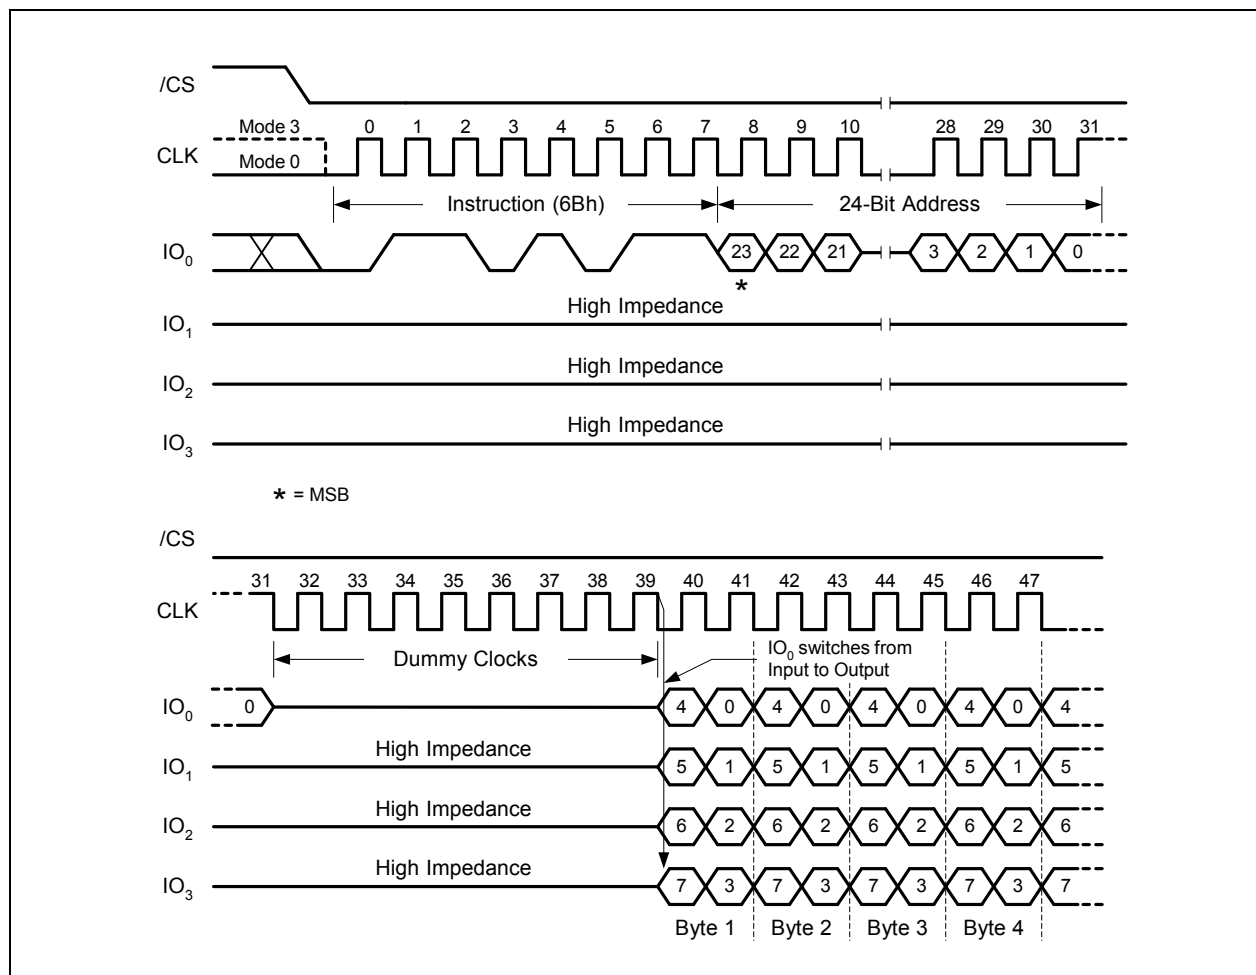 /CS
Mode 3 0 1 2 3 4 5 6 7 8 9 10 28 29 30 31
CLK
Mode 0
Instruction (6Bh) 24-Bit Address
IO0 23 22 21 3 2 1 0
*
High Impedance
IO1
High Impedance
IO2
High Impedance
IO3
* = MSB
/CS
31 32 33 34 35 36 37 38 39 40 41 42 43 44 45 46 47
CLK
Dummy Clocks
IO0 switches from
Input to Output
IO0 0 4 0 4 0 4 0 4 0 4
High Impedance
IO1 5 1 5 1 5 1 5 1 5
High Impedance
IO2 6 2 6 2 6 2 6 2 6
High Impedance
IO3 7 3 7 3 7 3 7 3 7
Byte 1 Byte 2 Byte 3 Byte 4